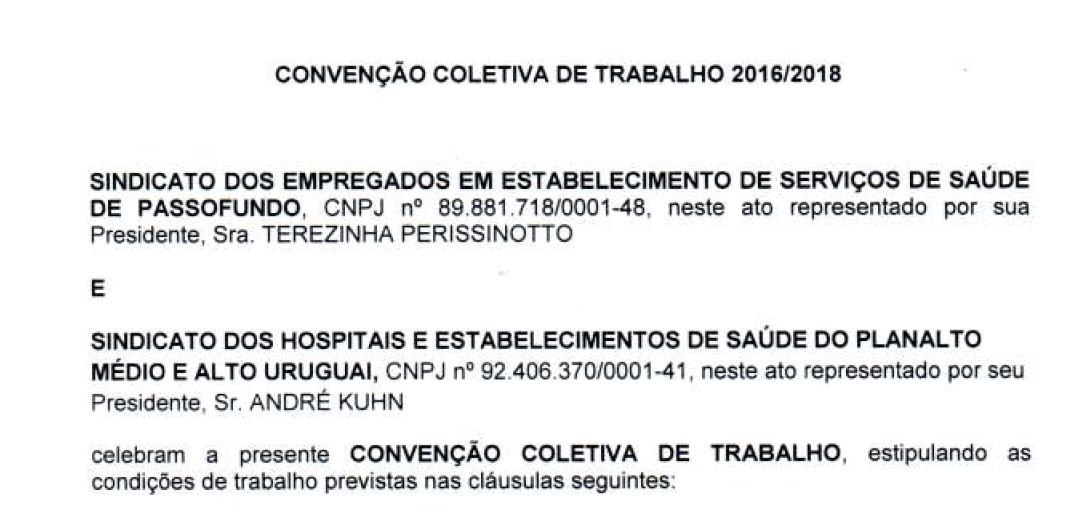 CONVENÇÃO COLETIVA DE TRABALHO 2016/2018
SINDICATO DOS EMPREGADOS EM ESTABELECIMENTO DE SERVIÇOS DE SAÚDE
DE PASSOFUNDO, CNPJ nº 89.881.718/0001-48, neste ato representado por sua
Presidente, Sra. TEREZINHA PERISSINOTTO
E
SINDICATO DOS HOSPITAIS E ESTABELECIMENTOS DE SAÚDE DO PLANALTO
MÉDIO E ALTO URUGUAI, CNPJ nº 92.406.370/0001-41, neste ato representado por seu
Presidente, Sr. ANDRÉ KUHN
celebram a presente CONVENÇÃO COLETIVA DE TRABALHO, estipulando as
condições de trabalho previstas nas cláusulas seguintes: